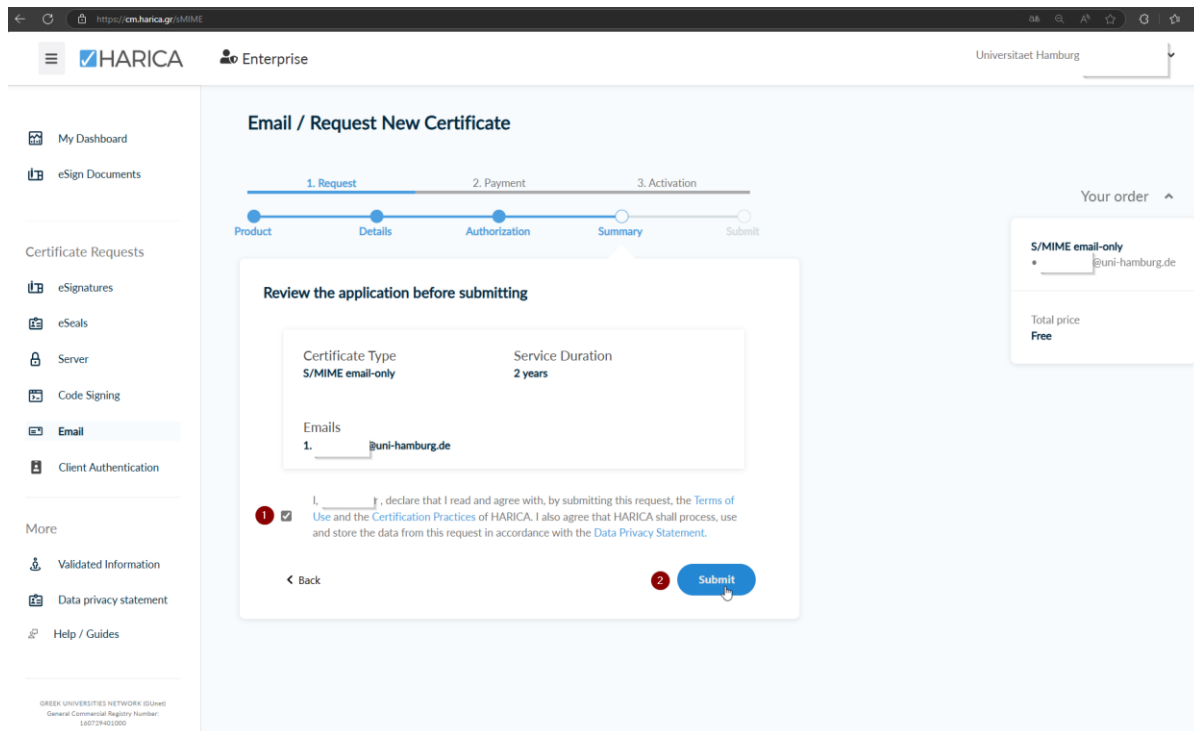 https://cm.harica.gr/sMIME
HARICA
Enterprise
Universitaet Hamburg
My Dashboard
eSign Documents
Certificate Requests
eSignatures
eSeals
Server
Code Signing
Email
Client Authentication
More
Validated Information
Data privacy statement
Help / Guides
GREEK UNIVERSITIES NETWORK (GUnet)
General Commercial Registry Number:
160729401000
Email / Request New Certificate
1. Request 2. Payment 3. Activation
Product Details Authorization Summary Submit
Review the application before submitting
Certificate Type Service Duration
S/MIME email-only 2 years
Emails
1. @uni-hamburg.de
1 I, , declare that I read and agree with, by submitting this request, the Terms of
Use and the Certification Practices of HARICA. I also agree that HARICA shall process, use
and store the data from this request in accordance with the Data Privacy Statement.
Back
2 Submit
Your order
S/MIME email-only
• @uni-hamburg.de
Total price
Free